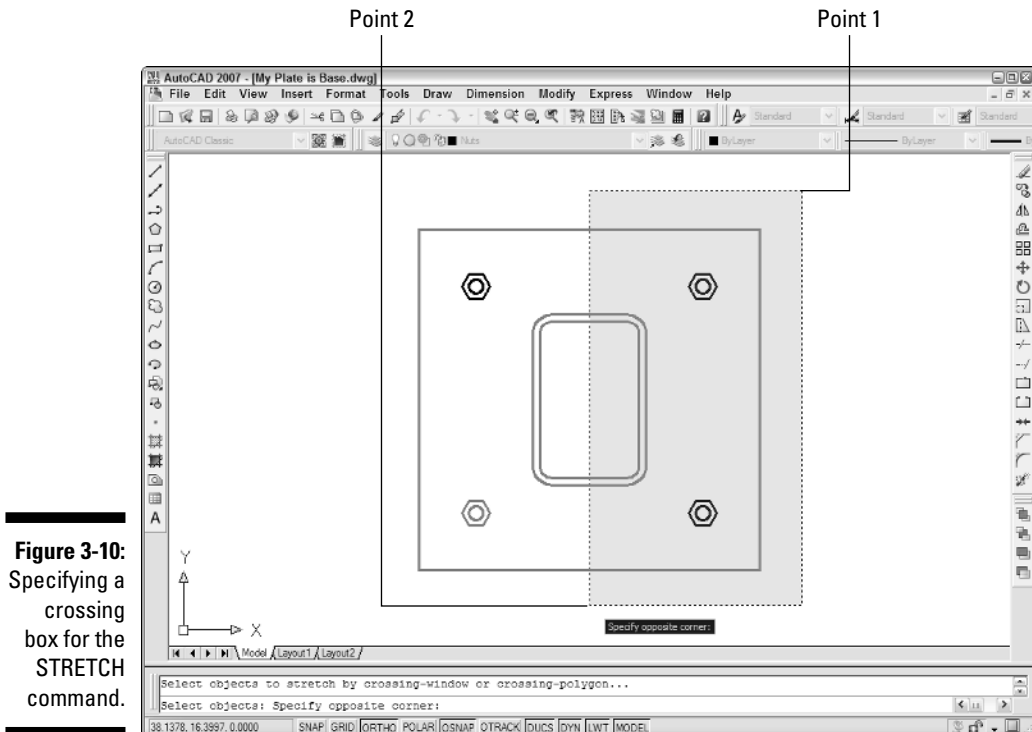 Point 2
Point 1
AutoCAD 2007 - [My Plate is Base.dwg]
File Edit View Insert Format Tools Draw Dimension Modify Express Window Help
Standard
Standard
Standard
AutoCAD Classic
Nuts
ByLayer
ByLayer
A
Y
X
Specify opposite corner:
Model Layout1 Layout2
Select objects to stretch by crossing-window or crossing-polygon...
Select objects: Specify opposite corner:
38.1378, 16.3997, 0.0000 SNAP GRID ORTHO POLAR OSNAP OTRACK DUCS DYN LWT MODEL
Figure 3-10:
Specifying a
crossing
box for the
STRETCH
command.